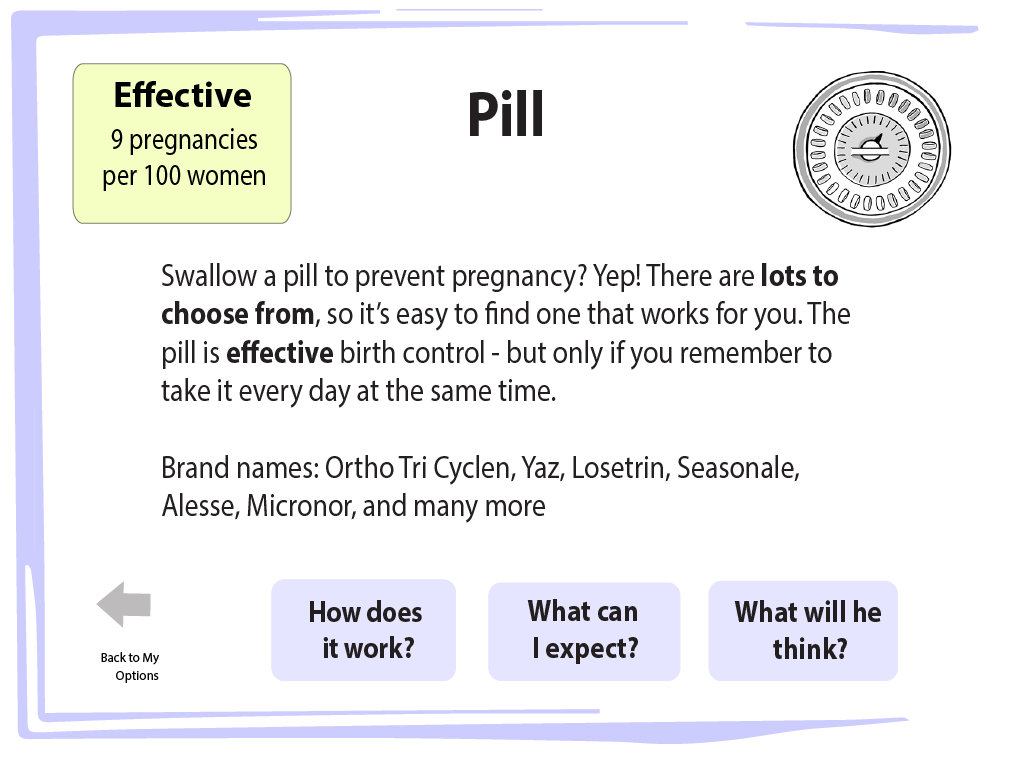 Effective
9 pregnancies
per 100 women
Pill
Swallow a pill to prevent pregnancy? Yep! There are lots to
choose from, so it’s easy to find one that works for you. The
pill is effective birth control - but only if you remember to
take it every day at the same time.
Brand names: Ortho Tri Cyclen, Yaz, Losetrin, Seasonale,
Alesse, Micronor, and many more
Back to My
Options
How does
it work?
What can
I expect?
What will he
think?